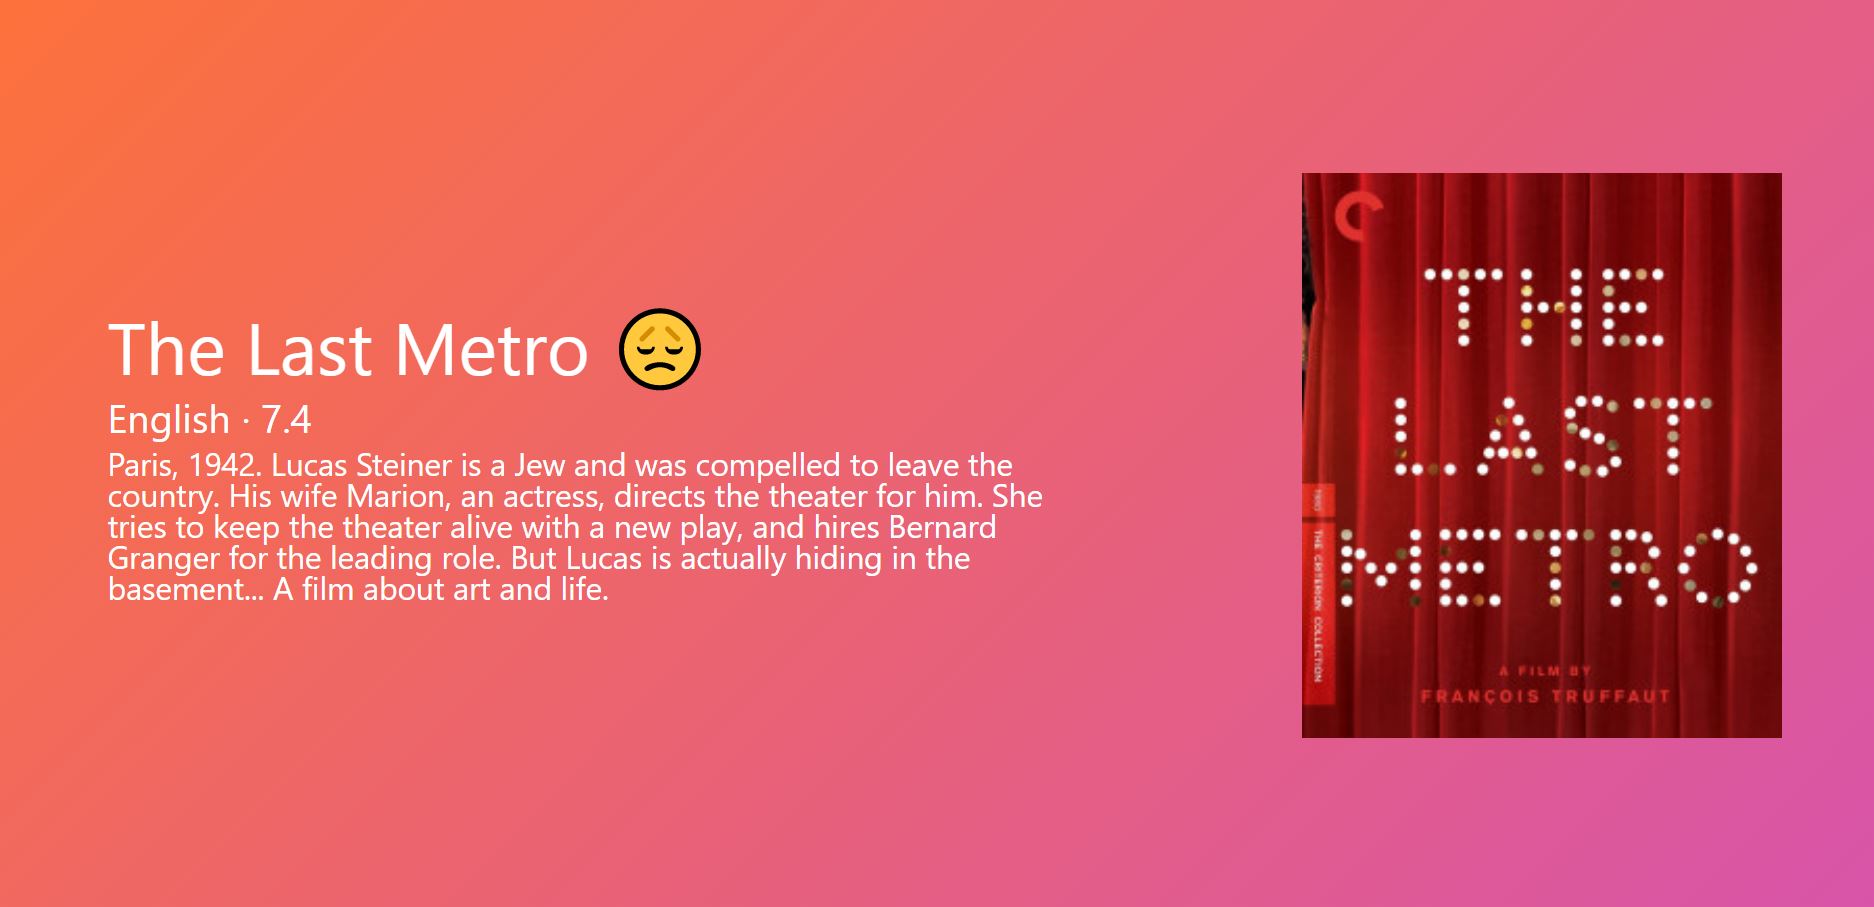 The Last Metro 😞
English · 7.4
Paris, 1942. Lucas Steiner is a Jew and was compelled to leave the
country. His wife Marion, an actress, directs the theater for him. She
tries to keep the theater alive with a new play, and hires Bernard
Granger for the leading role. But Lucas is actually hiding in the
basement... A film about art and life.
THE
LAST
METRO
THE CRITERION COLLECTION
A FILM BY
FRANÇOIS TRUFFAUT